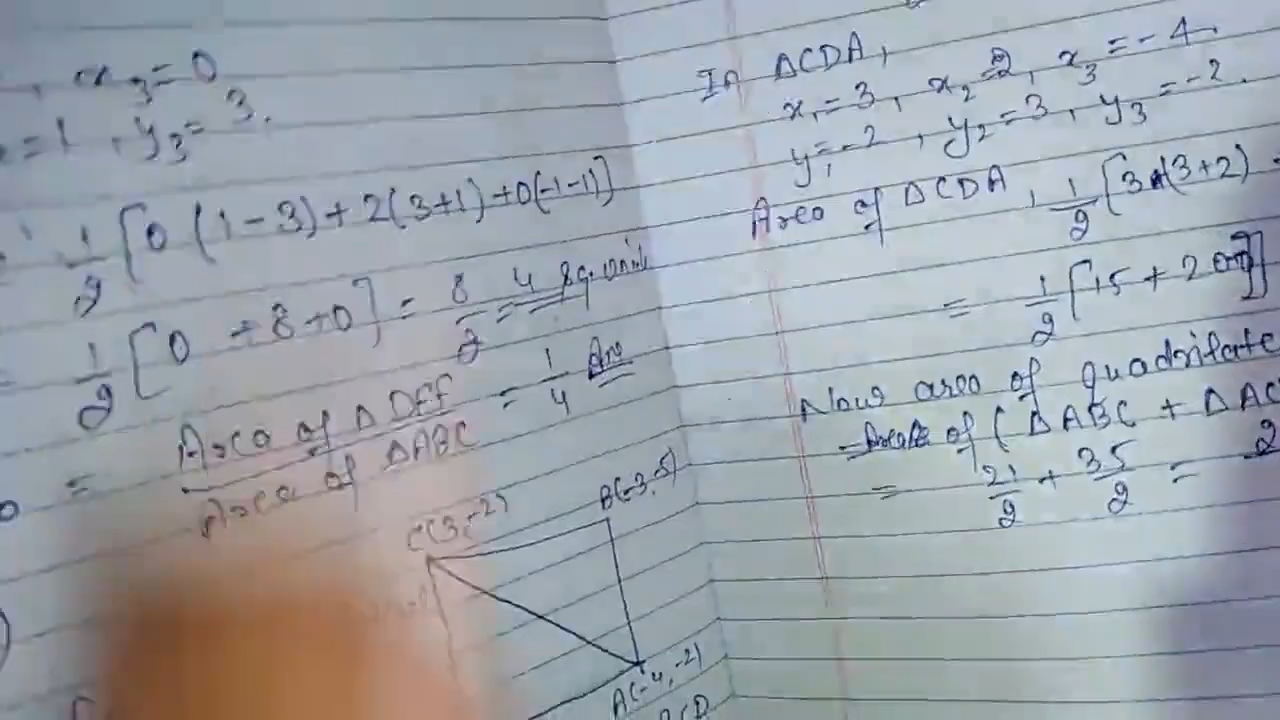 , x₃ = 0
= 1 , y₃ = 3.
1/2 [0 (1-3) + 2(3+1) + 0(-1-1)]
1/2 [0 + 8 + 0] = 8/2 = 4 sq. unit
= Area of Δ DEF / Area of ΔABC = 1/4 Ans
C(3,-2)
B(-3,-5)
A(-4,-2)
In ΔCDA,
x₁ = 3, x₂ = 2, x₃ = -4.
y₁ = -2, y₂ = 3, y₃ = -2.
Area of ΔCDA, 1/2 [3(3+2)
= 1/2 [15 + 20
Now area of quadrilate
= Area of (ΔABC + ΔAC
= 21/2 + 35/2 =